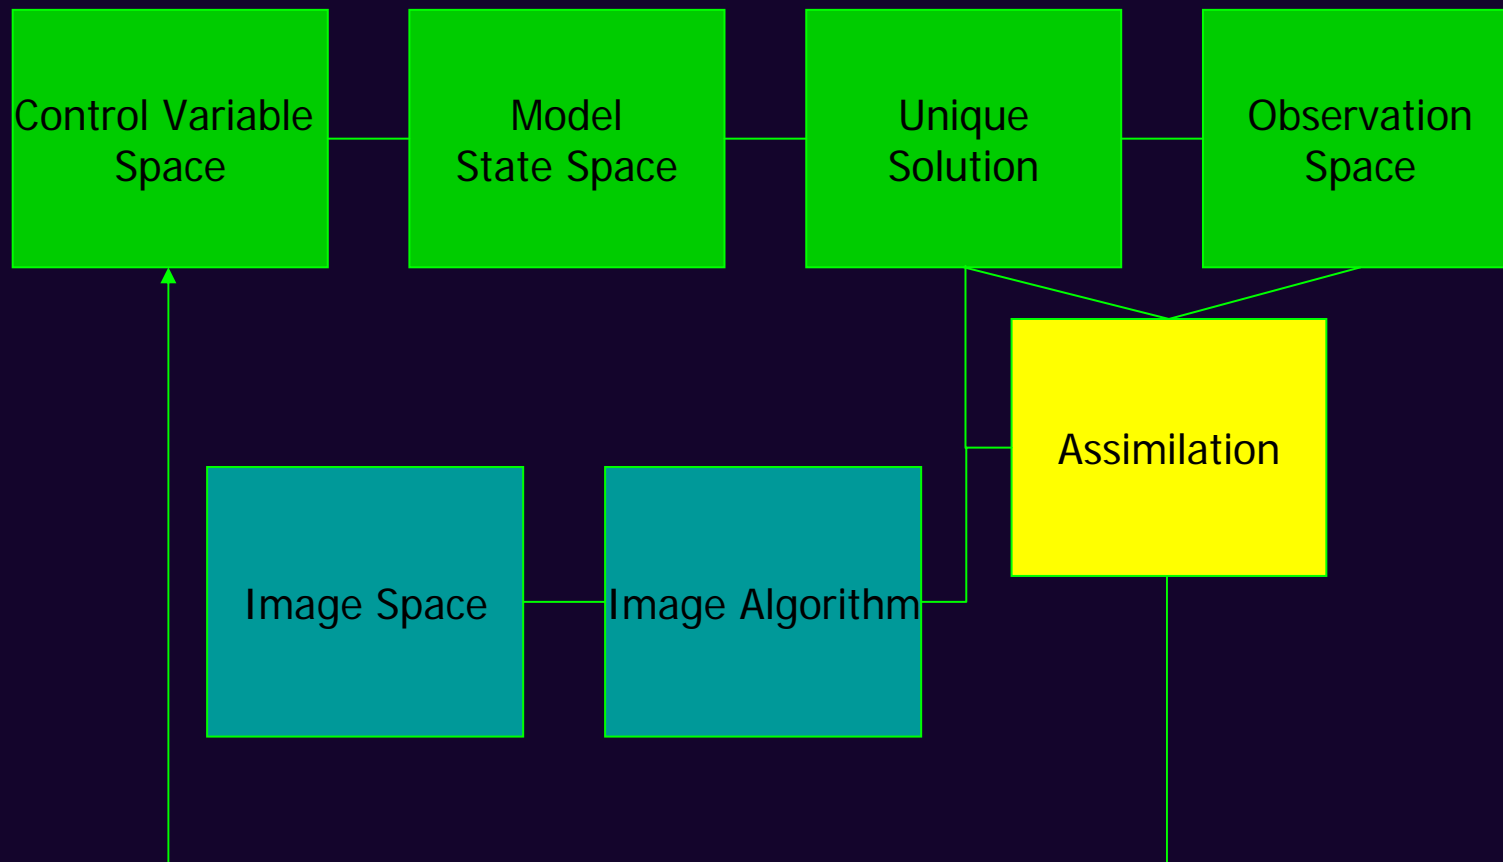 Control Variable
Space
Model
State Space
Unique
Solution
Observation
Space
Assimilation
Image Space
Image Algorithm